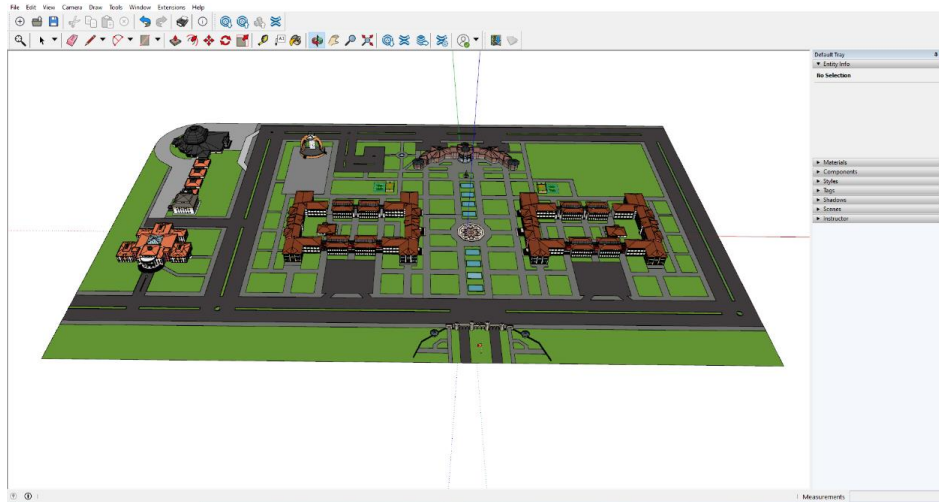 File Edit View Camera Draw Tools Window Extensions Help
Default Tray
Entity Info
No Selection
Materials
Components
Styles
Tags
Shadows
Scenes
Instructor
Measurements